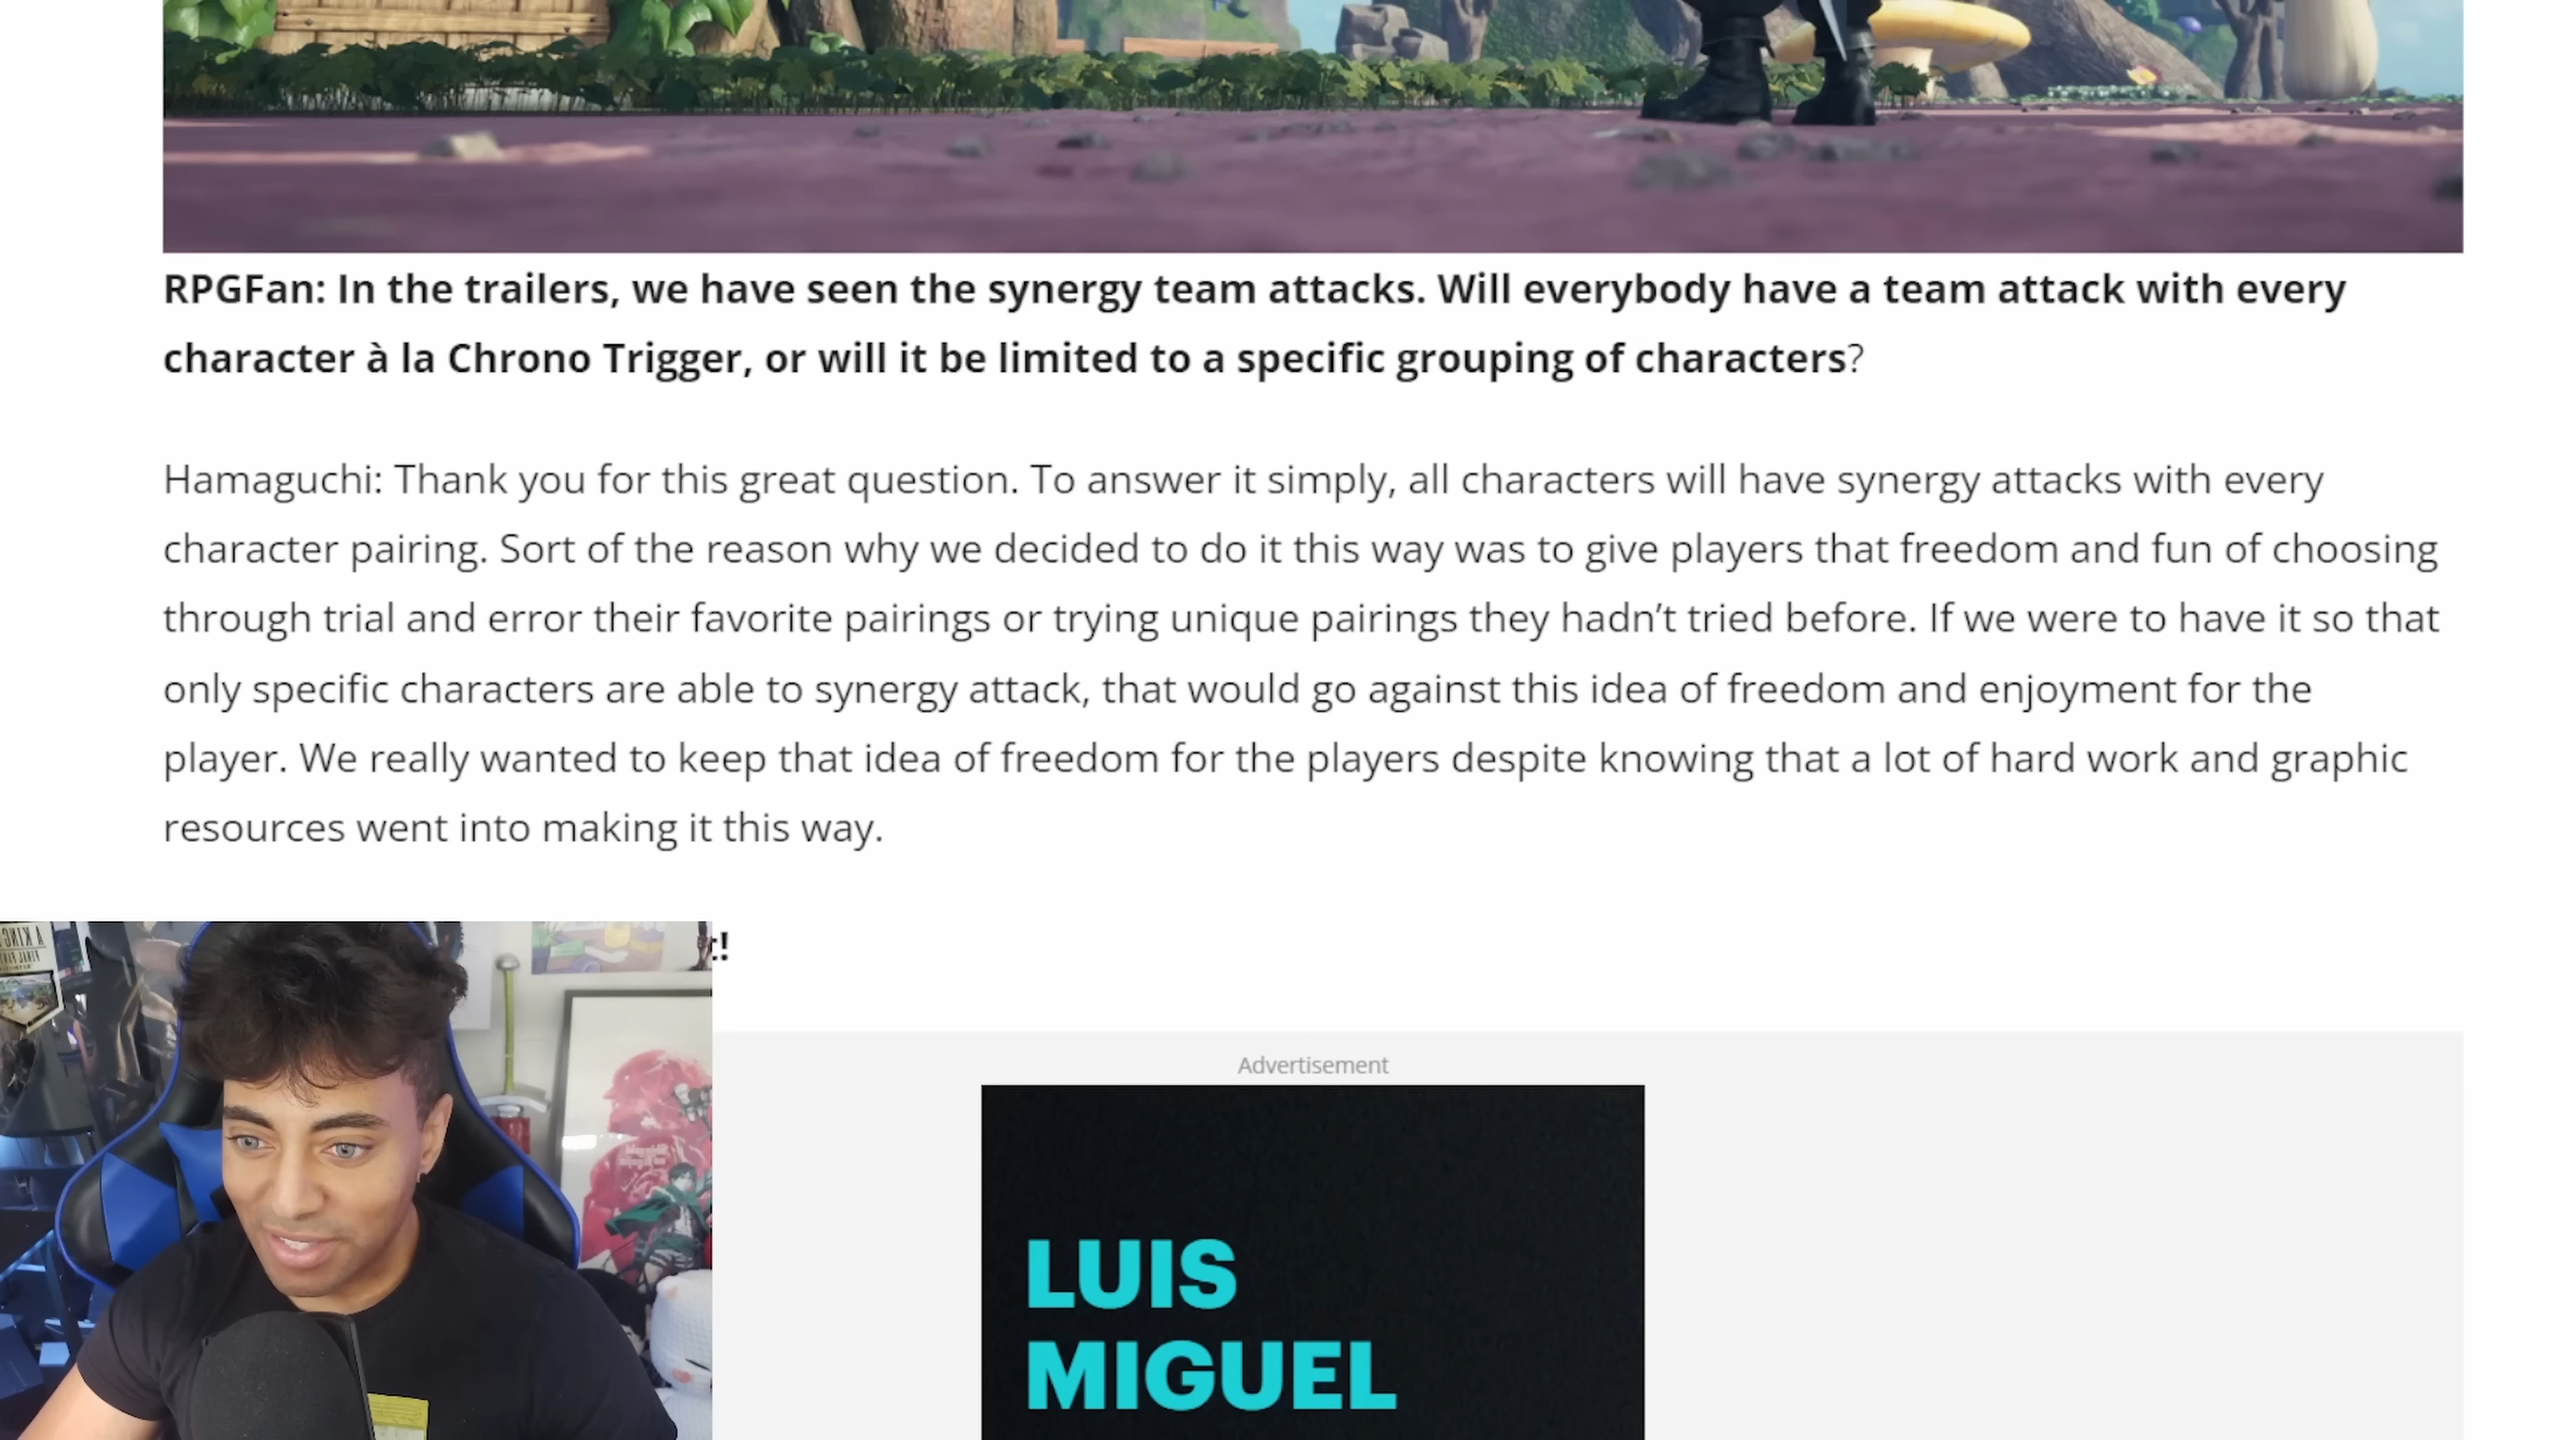 RPGFan: In the trailers, we have seen the synergy team attacks. Will everybody have a team attack with every
character à la Chrono Trigger, or will it be limited to a specific grouping of characters?
Hamaguchi: Thank you for this great question. To answer it simply, all characters will have synergy attacks with every
character pairing. Sort of the reason why we decided to do it this way was to give players that freedom and fun of choosing
through trial and error their favorite pairings or trying unique pairings they hadn’t tried before. If we were to have it so that
only specific characters are able to synergy attack, that would go against this idea of freedom and enjoyment for the
player. We really wanted to keep that idea of freedom for the players despite knowing that a lot of hard work and graphic
resources went into making it this way.
A KING
FINAL FANT
Advertisement
LUIS
MIGUEL